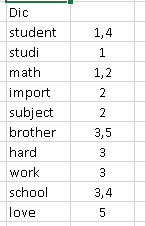 Dic
student 1,4
studi 1
math 1,2
import 2
subject 2
brother 3,5
hard 3
work 3
school 3,4
love 5